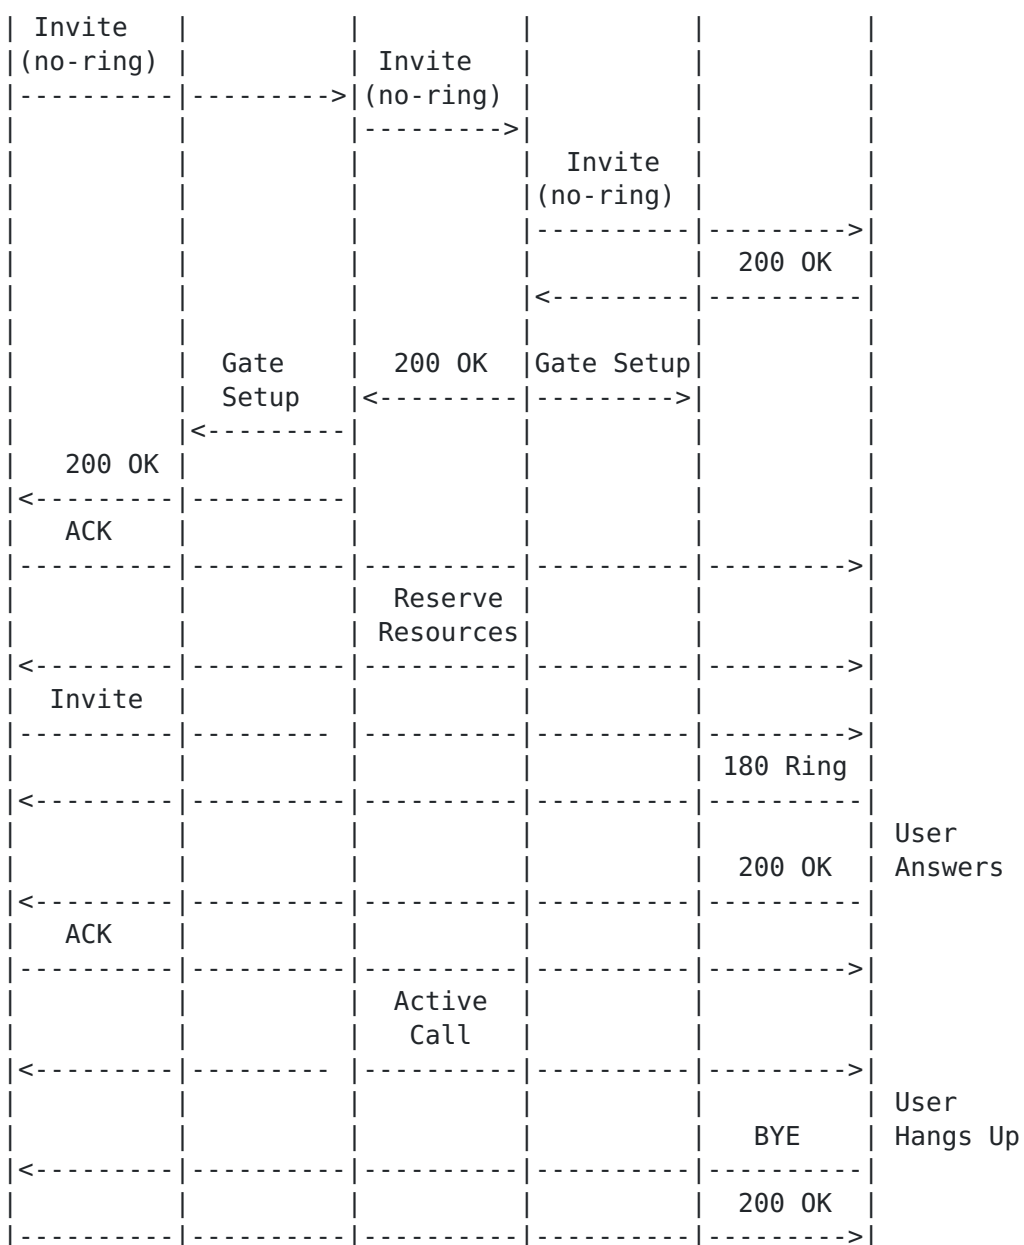 Invite
(no-ring) Invite
(no-ring)
Invite
(no-ring)
200 OK
Gate 200 OK Gate Setup
Setup
200 OK
ACK
Reserve
Resources
Invite
180 Ring
User
200 OK Answers
ACK
Active
Call
User
BYE Hangs Up
200 OK